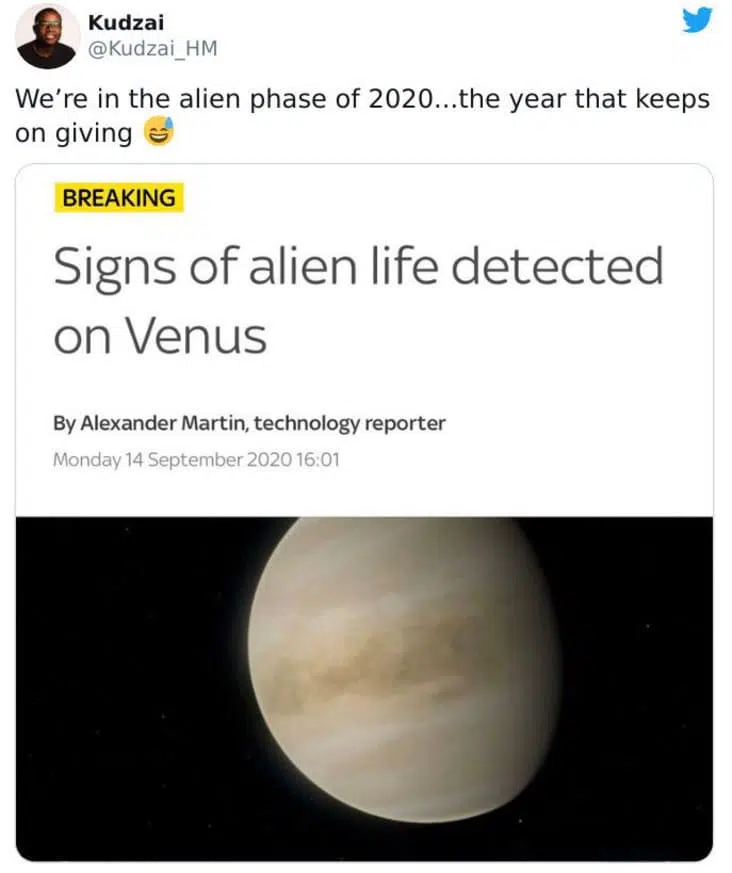 Kudzai
@Kudzai_HM
We’re in the alien phase of 2020...the year that keeps
on giving 😅
BREAKING
Signs of alien life detected
on Venus
By Alexander Martin, technology reporter
Monday 14 September 2020 16:01